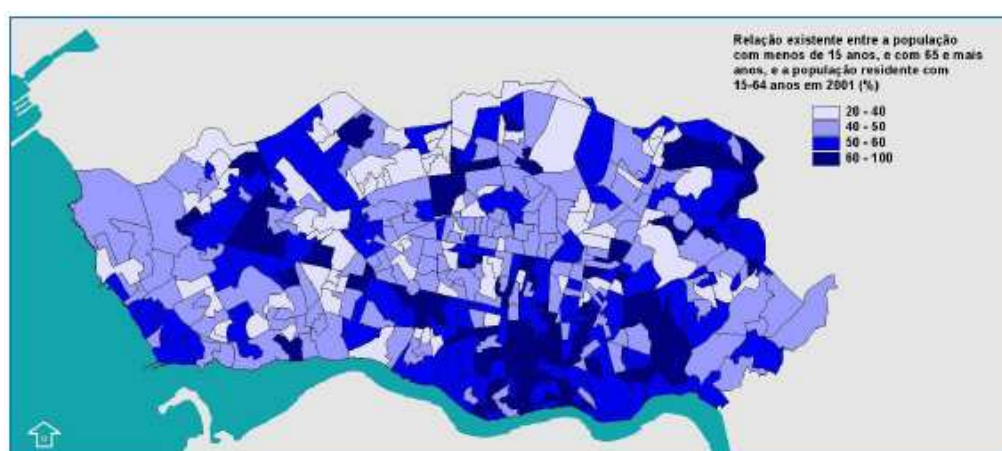 Relação existente entre a população
com menos de 15 anos, e com 65 e mais
anos, e a população residente com
15-64 anos em 2001 (%)
20 - 40
40 - 50
50 - 60
60 - 100